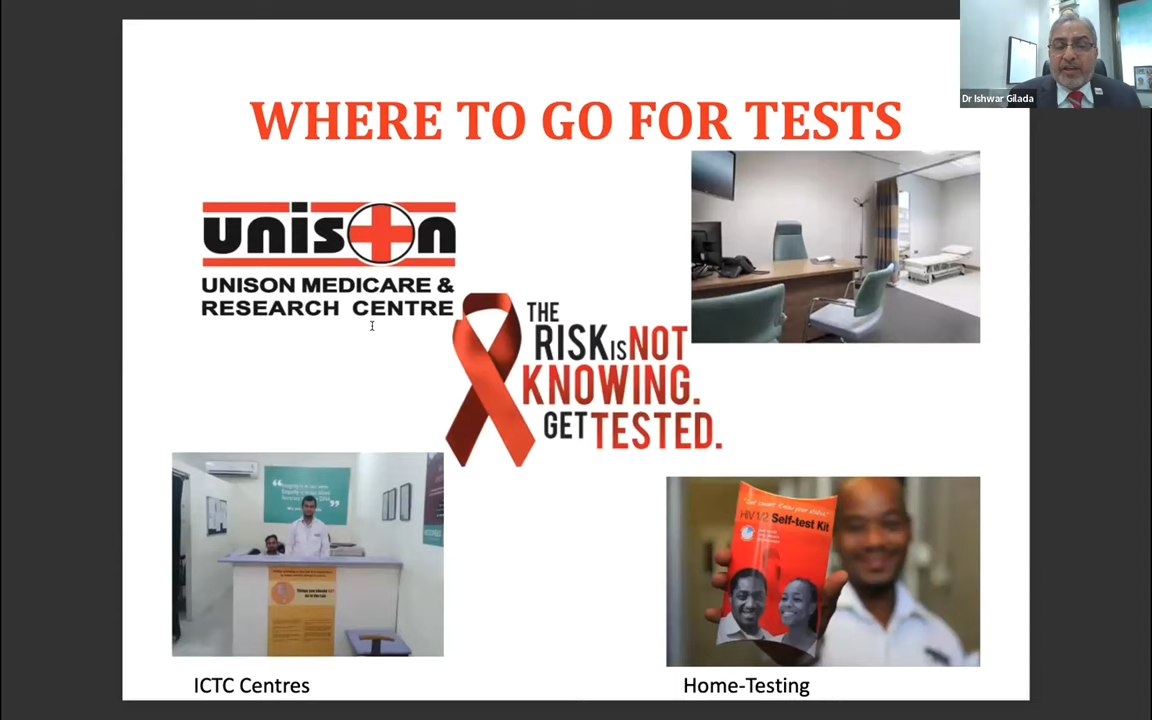 Dr Ishwar Gilada
WHERE TO GO FOR TESTS
unison
UNISON MEDICARE &
RESEARCH CENTRE
THE
RISK IS NOT
KNOWING.
GET TESTED.
HIV1/2 Self-test Kit
ICTC Centres
Home-Testing